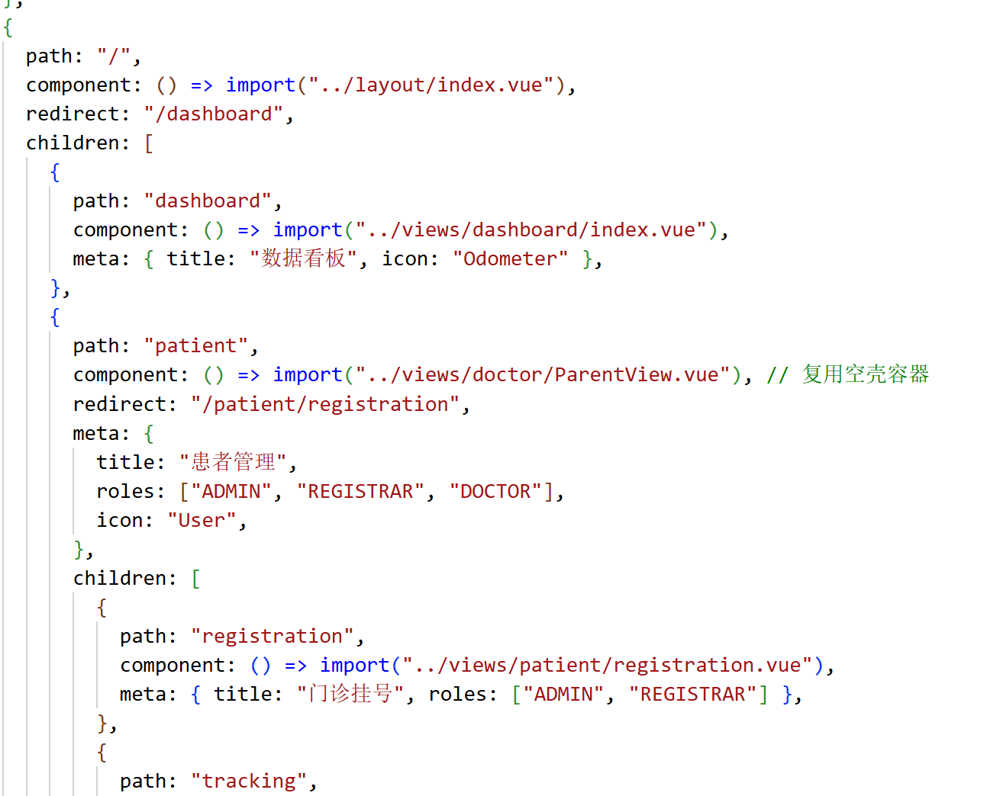 },
{
  path: "/",
  component: () => import("../layout/index.vue"),
  redirect: "/dashboard",
  children: [
    {
      path: "dashboard",
      component: () => import("../views/dashboard/index.vue"),
      meta: { title: "数据看板", icon: "Odometer" },
    },
    {
      path: "patient",
      component: () => import("../views/doctor/ParentView.vue"), // 复用空壳容器
      redirect: "/patient/registration",
      meta: {
        title: "患者管理",
        roles: ["ADMIN", "REGISTRAR", "DOCTOR"],
        icon: "User",
      },
      children: [
        {
          path: "registration",
          component: () => import("../views/patient/registration.vue"),
          meta: { title: "门诊挂号", roles: ["ADMIN", "REGISTRAR"] },
        },
        {
          path: "tracking",